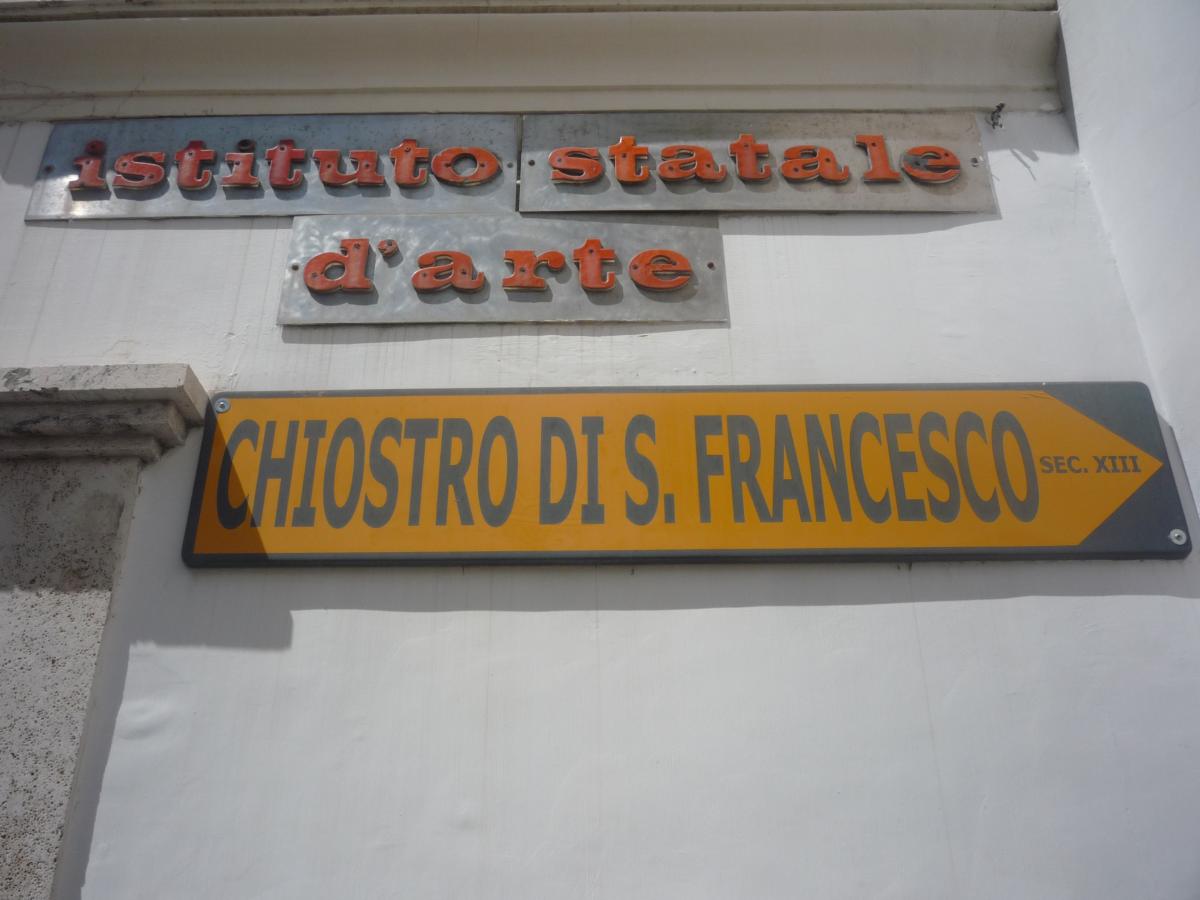 istituto statale
d'arte
CHIOSTRO DI S. FRANCESCO SEC. XIII